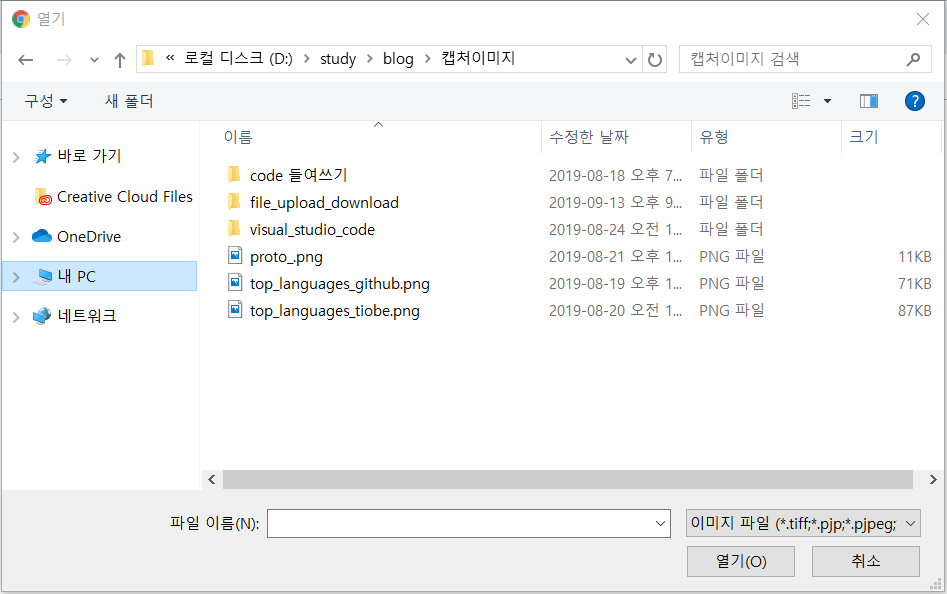 열기
« 로컬 디스크 (D:) > study > blog > 캡처이미지
캡처이미지 검색
구성
새 폴더
?
이름 수정한 날짜 유형 크기
바로 가기
Creative Cloud Files
OneDrive
내 PC
네트워크
code 들여쓰기 2019-08-18 오후 7... 파일 폴더
file_upload_download 2019-09-13 오후 9... 파일 폴더
visual_studio_code 2019-08-24 오전 1... 파일 폴더
proto_.png 2019-08-21 오후 1... PNG 파일 11KB
top_languages_github.png 2019-08-19 오후 1... PNG 파일 71KB
top_languages_tiobe.png 2019-08-20 오전 1... PNG 파일 87KB
파일 이름(N):
이미지 파일 (*.tiff;*.pjp;*.pjpeg;
열기(O)
취소